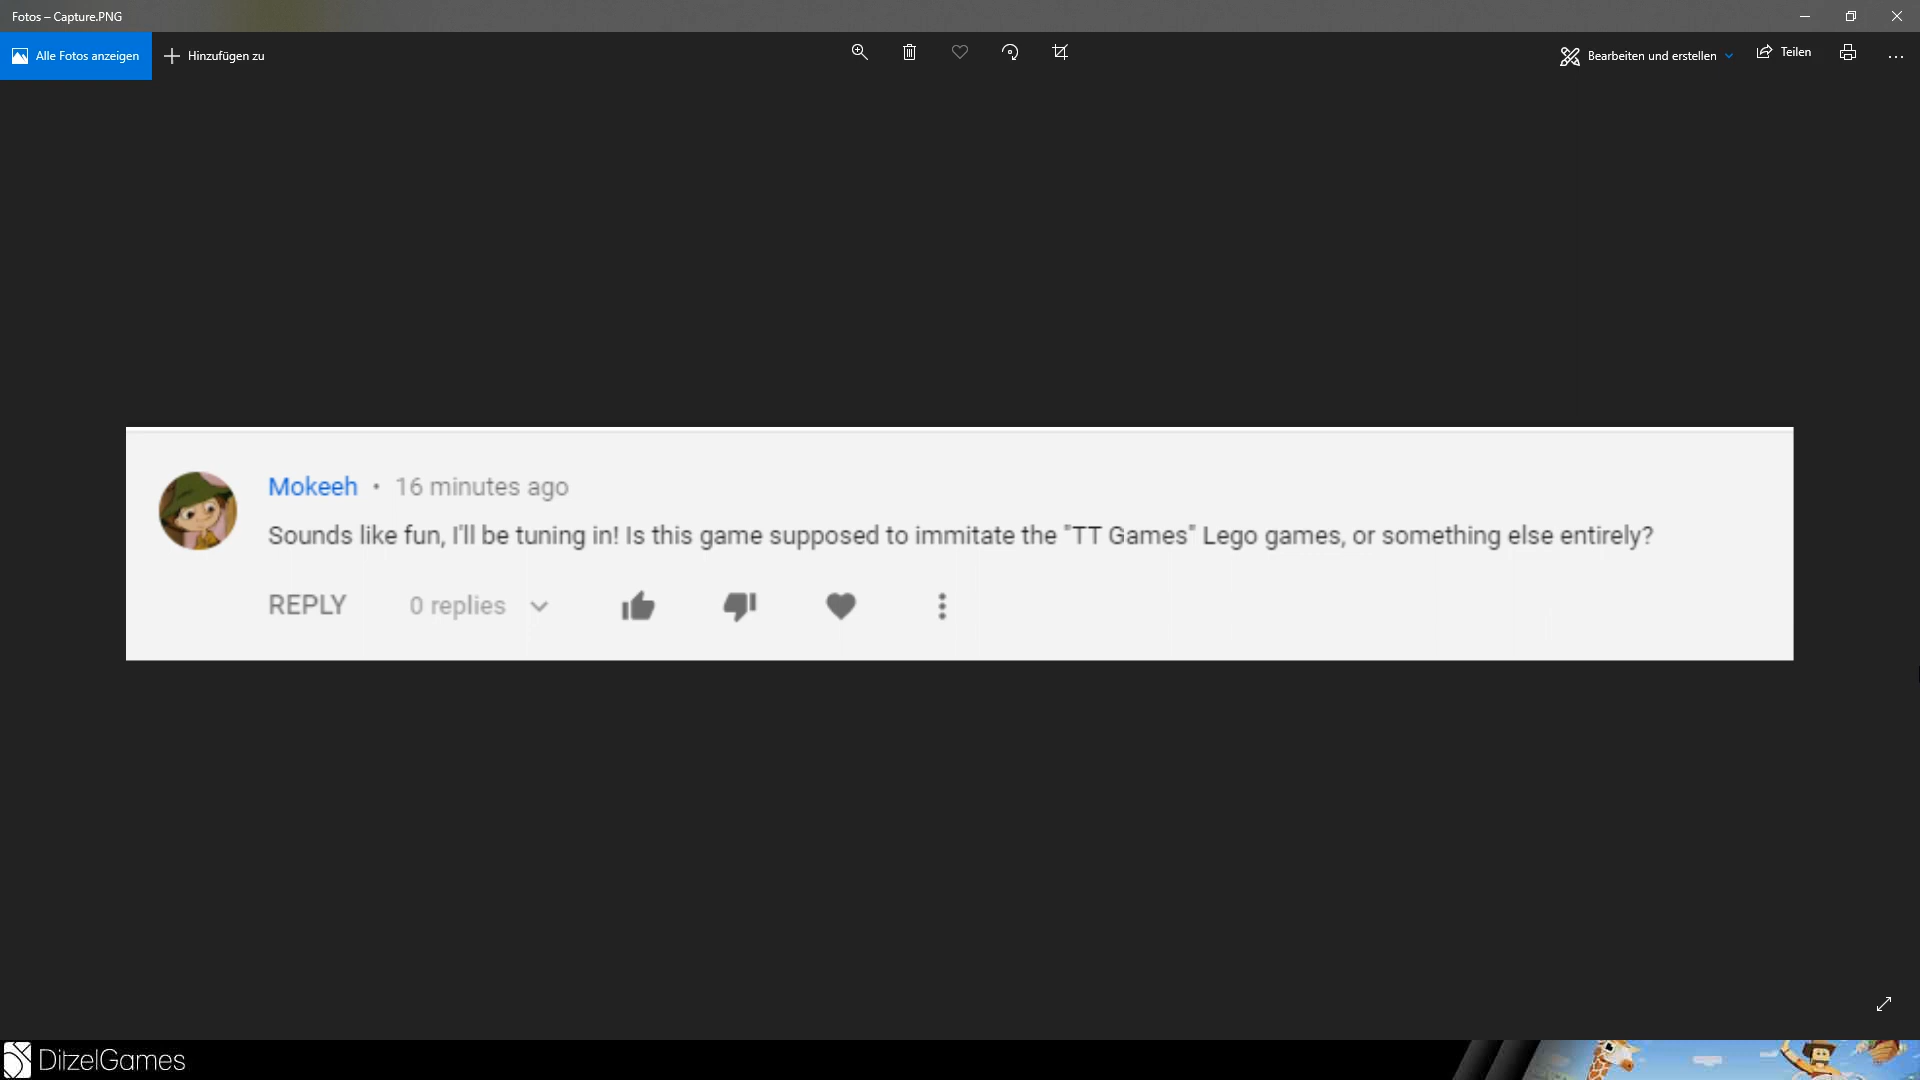 Fotos – Capture.PNG
Alle Fotos anzeigen
Hinzufügen zu
Bearbeiten und erstellen
Teilen
Mokeeh • 16 minutes ago
Sounds like fun, I'll be tuning in! Is this game supposed to immitate the "TT Games" Lego games, or something else entirely?
REPLY 0 replies
DitzelGames